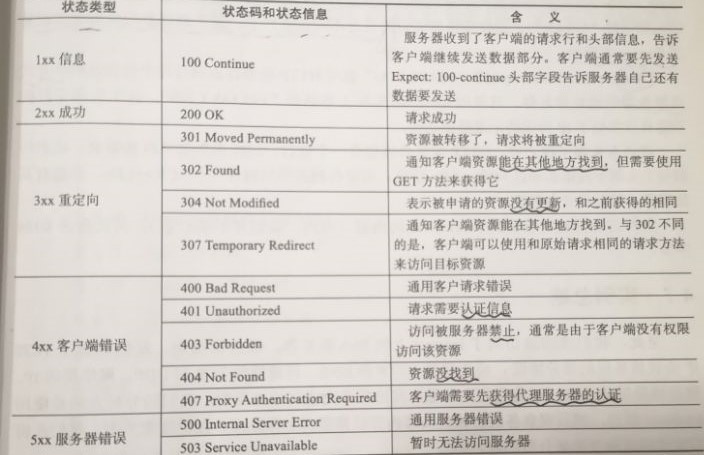 状态类型 状态码和状态信息 含 义
1xx 信息 100 Continue 服务器收到了客户端的请求行和头部信息，告诉
客户端继续发送数据部分。客户端通常要先发送
Expect: 100-continue 头部字段告诉服务器自己还有
数据要发送
2xx 成功 200 OK 请求成功
3xx 重定向 301 Moved Permanently 资源被转移了，请求将被重定向
302 Found 通知客户端资源能在其他地方找到，但需要使用
GET 方法来获得它
304 Not Modified 表示被申请的资源没有更新，和之前获得的相同
307 Temporary Redirect 通知客户端资源能在其他地方找到。与 302 不同
的是，客户端可以使用和原始请求相同的请求方法
来访问目标资源
4xx 客户端错误 400 Bad Request 通用客户请求错误
401 Unauthorized 请求需要认证信息
403 Forbidden 访问被服务器禁止，通常是由于客户端没有权限
访问该资源
404 Not Found 资源没找到
407 Proxy Authentication Required 客户端需要先获得代理服务器的认证
5xx 服务器错误 500 Internal Server Error 通用服务器错误
503 Service Unavailable 暂时无法访问服务器